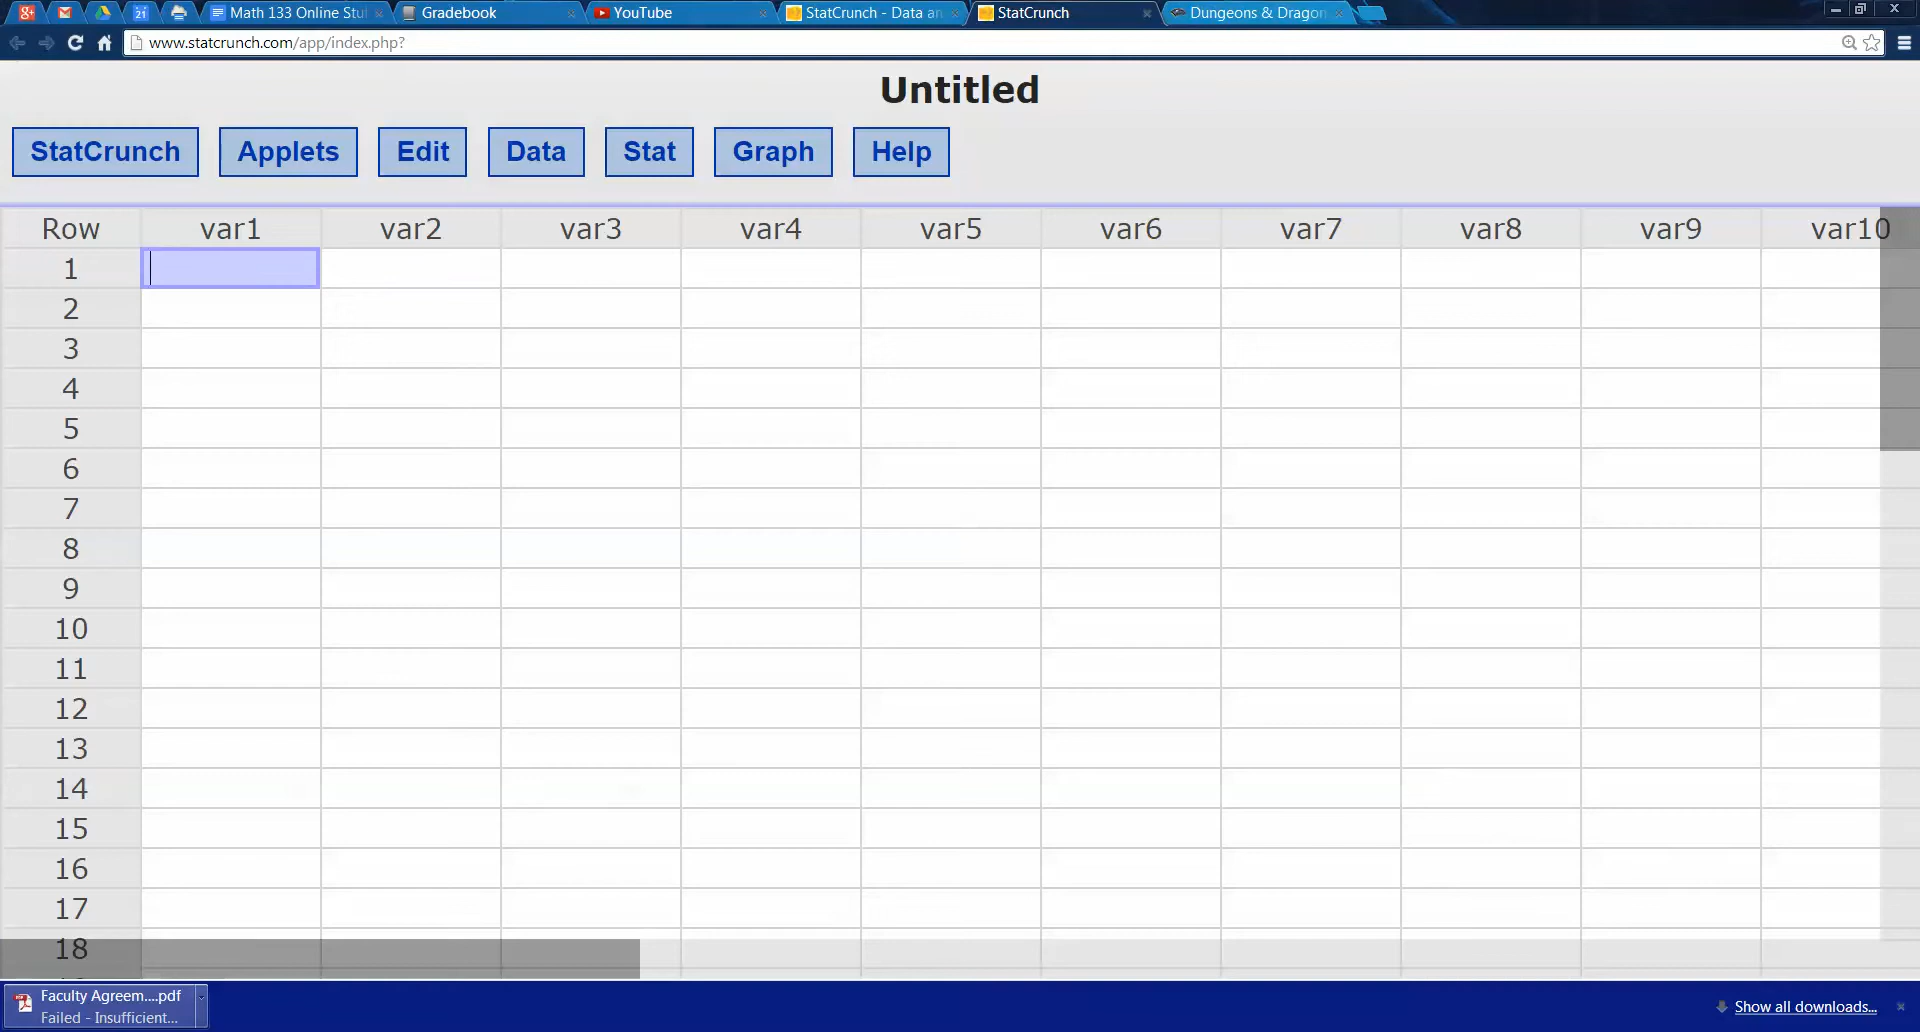 21 Math 133 Online Stu Gradebook YouTube StatCrunch - Data an StatCrunch Dungeons & Dragon
www.statcrunch.com/app/index.php?
Untitled
StatCrunch Applets Edit Data Stat Graph Help
Row var1 var2 var3 var4 var5 var6 var7 var8 var9 var10
1
2
3
4
5
6
7
8
9
10
11
12
13
14
15
16
17
18
Faculty Agreem....pdf
Failed - Insufficient... Show all downloads...